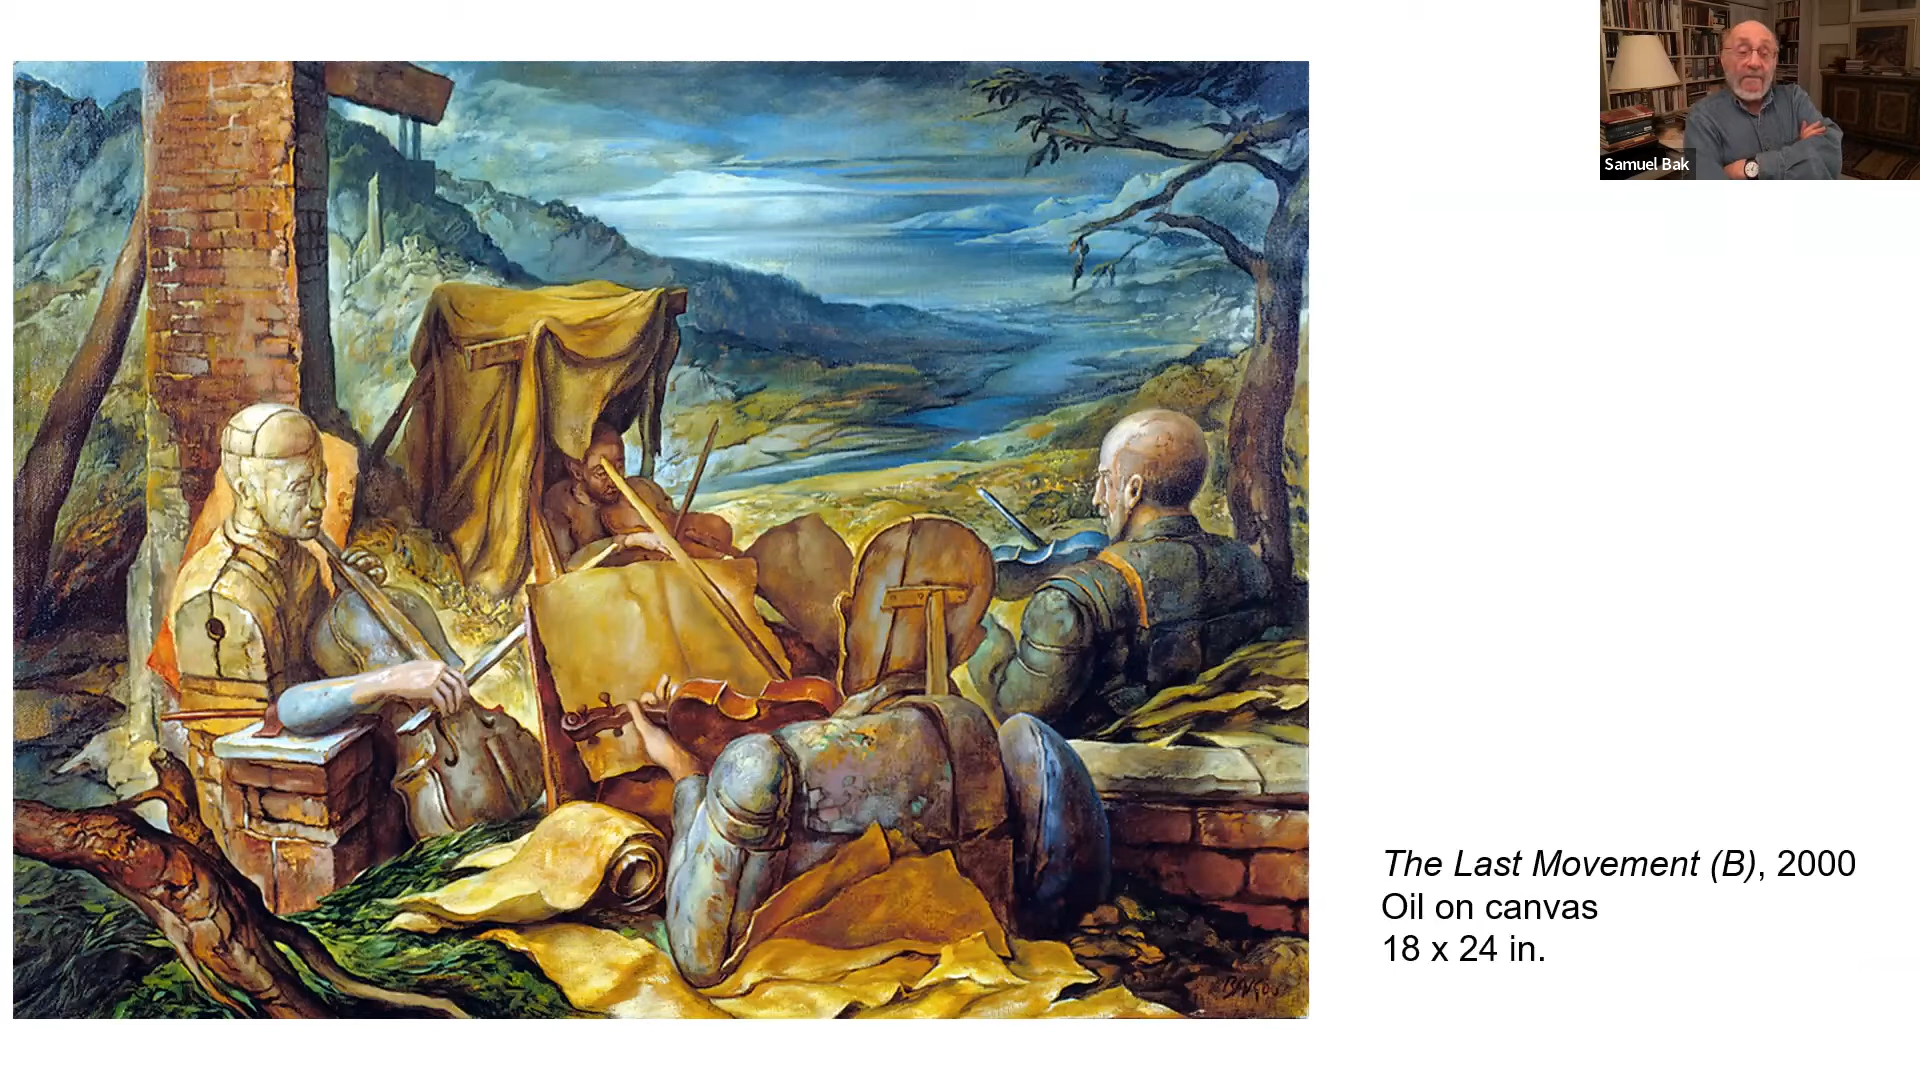 Samuel Bak
The Last Movement (B), 2000
Oil on canvas
18 x 24 in.